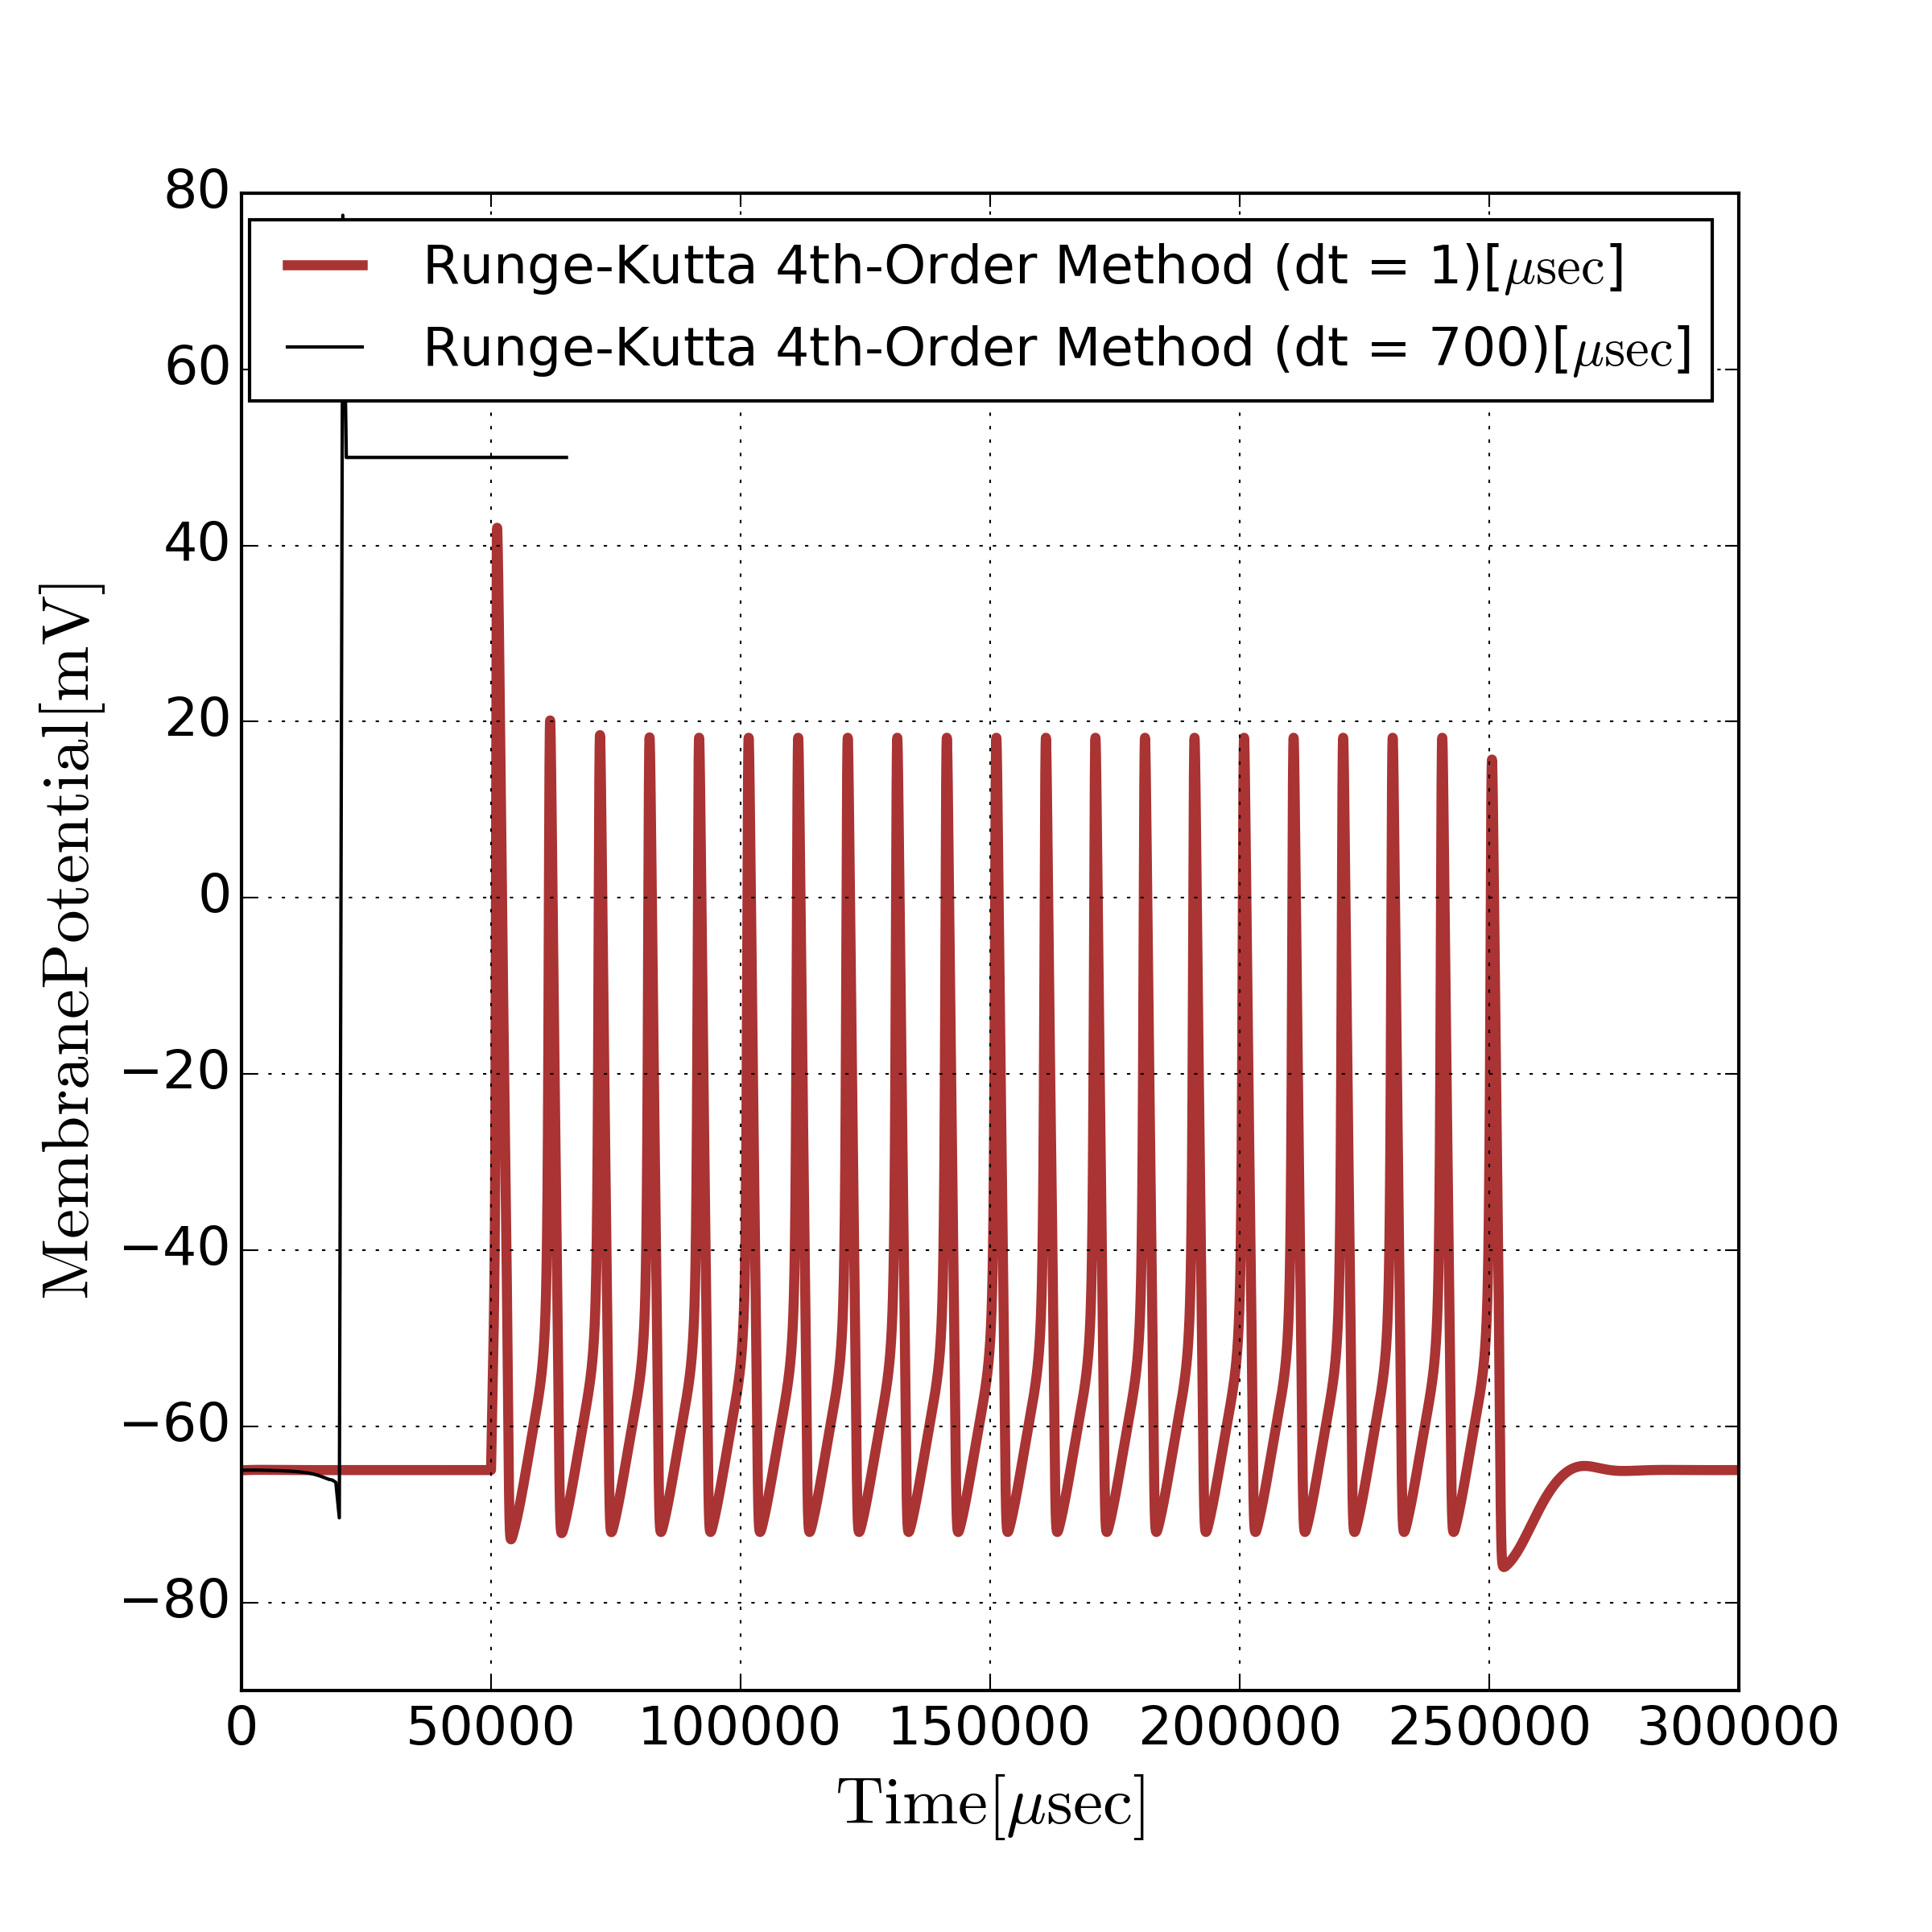 80
60
40
20
0
−20
−40
−60
−80
Runge-Kutta 4th-Order Method (dt = 1)[μsec]
Runge-Kutta 4th-Order Method (dt = 700)[μsec]
MembranePotential[mV]
0 50000 100000 150000 200000 250000 300000
Time[μsec]